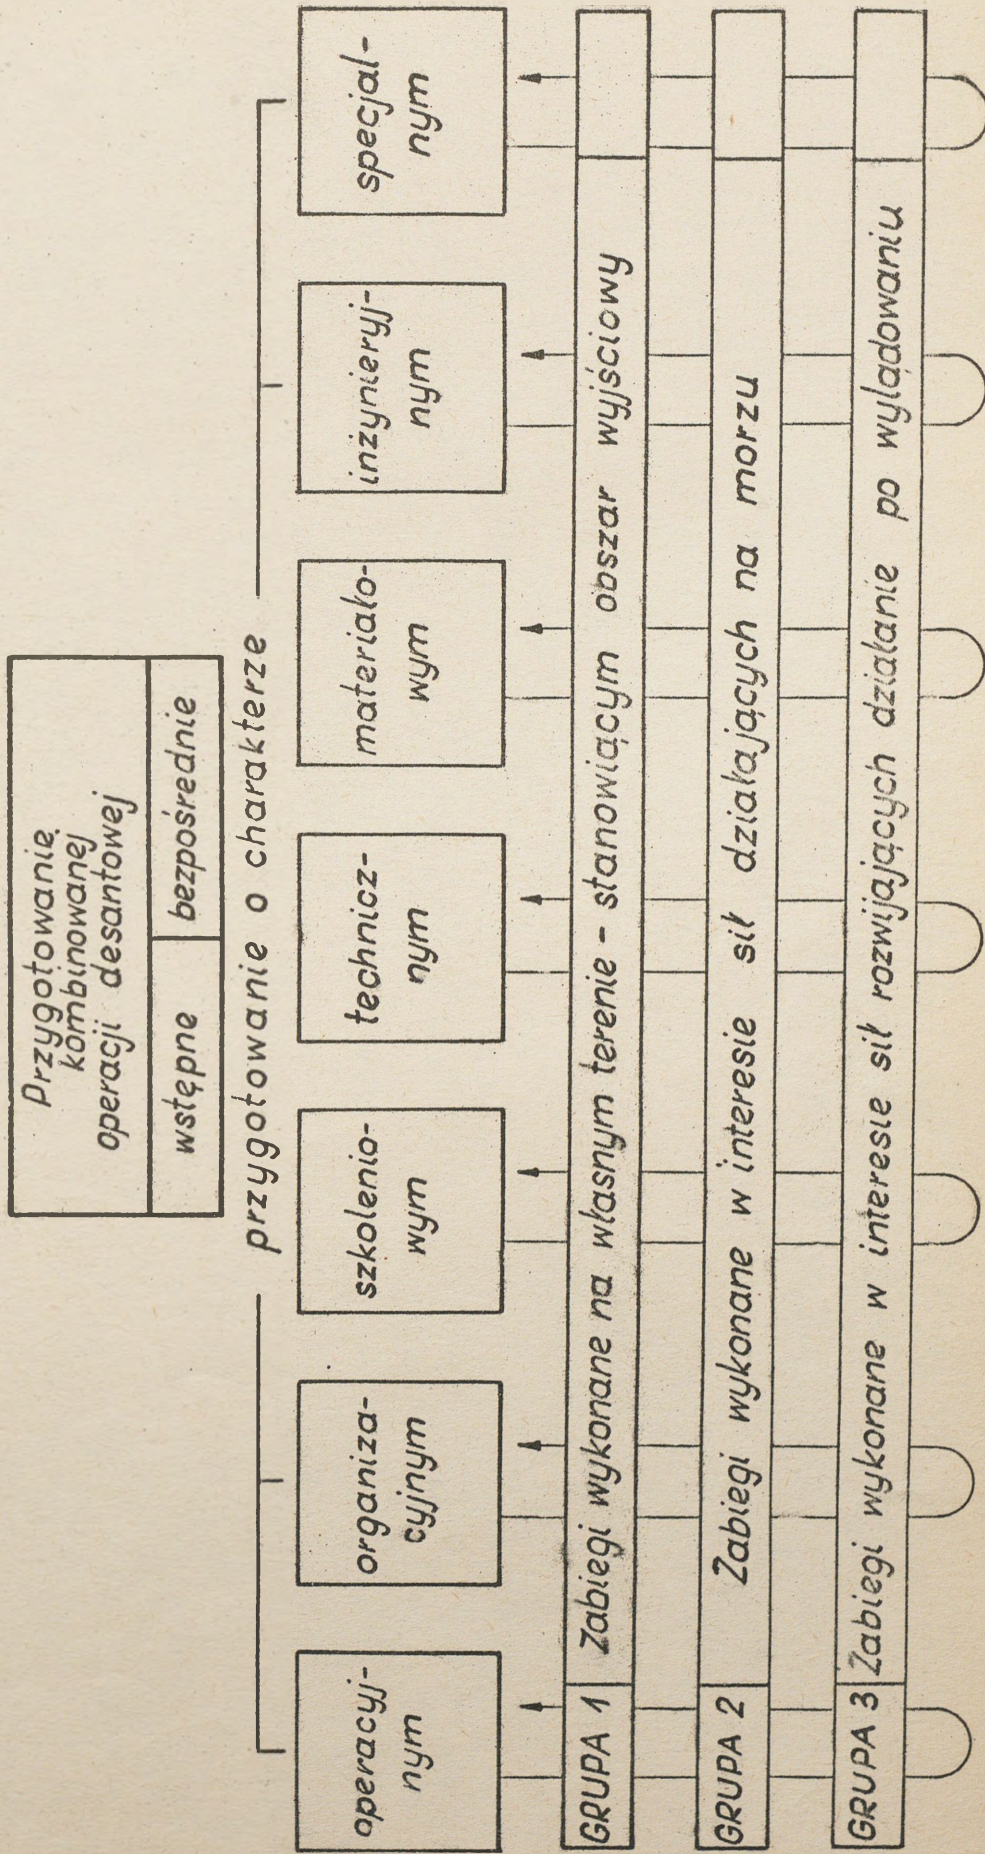 Przygotowanie
kombinowanej
operacji desantowej
wstępne
bezpośrednie
przygotowanie o charakterze
operacyj-
nym
organiza-
cyjnym
szkolenio-
wym
technicz-
nym
materiało-
wym
inżynieryj-
nym
specjal-
nym
GRUPA 1
Zabiegi wykonane na własnym terenie - stanowiącym obszar wyjściowy
GRUPA 2
Zabiegi wykonane w interesie sił działających na morzu
GRUPA 3
Zabiegi wykonane w interesie sił rozwijających działanie po wylądowaniu